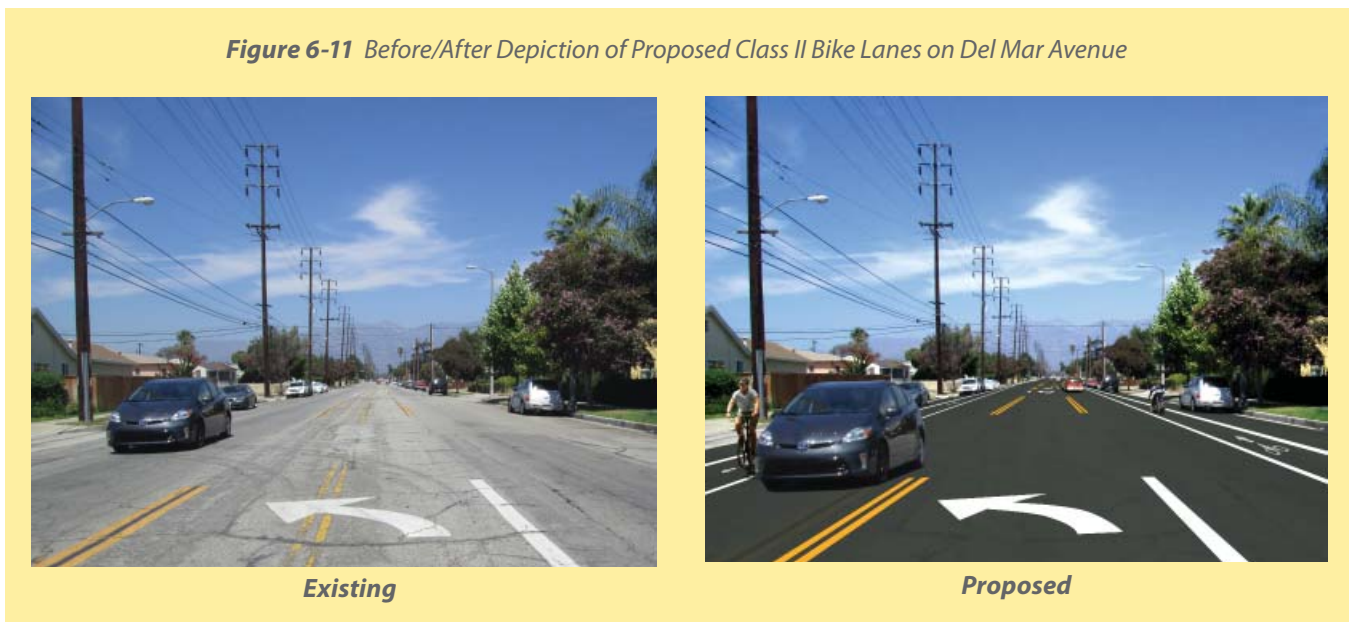 Figure 6-11 Before/After Depiction of Proposed Class II Bike Lanes on Del Mar Avenue
Existing
Proposed